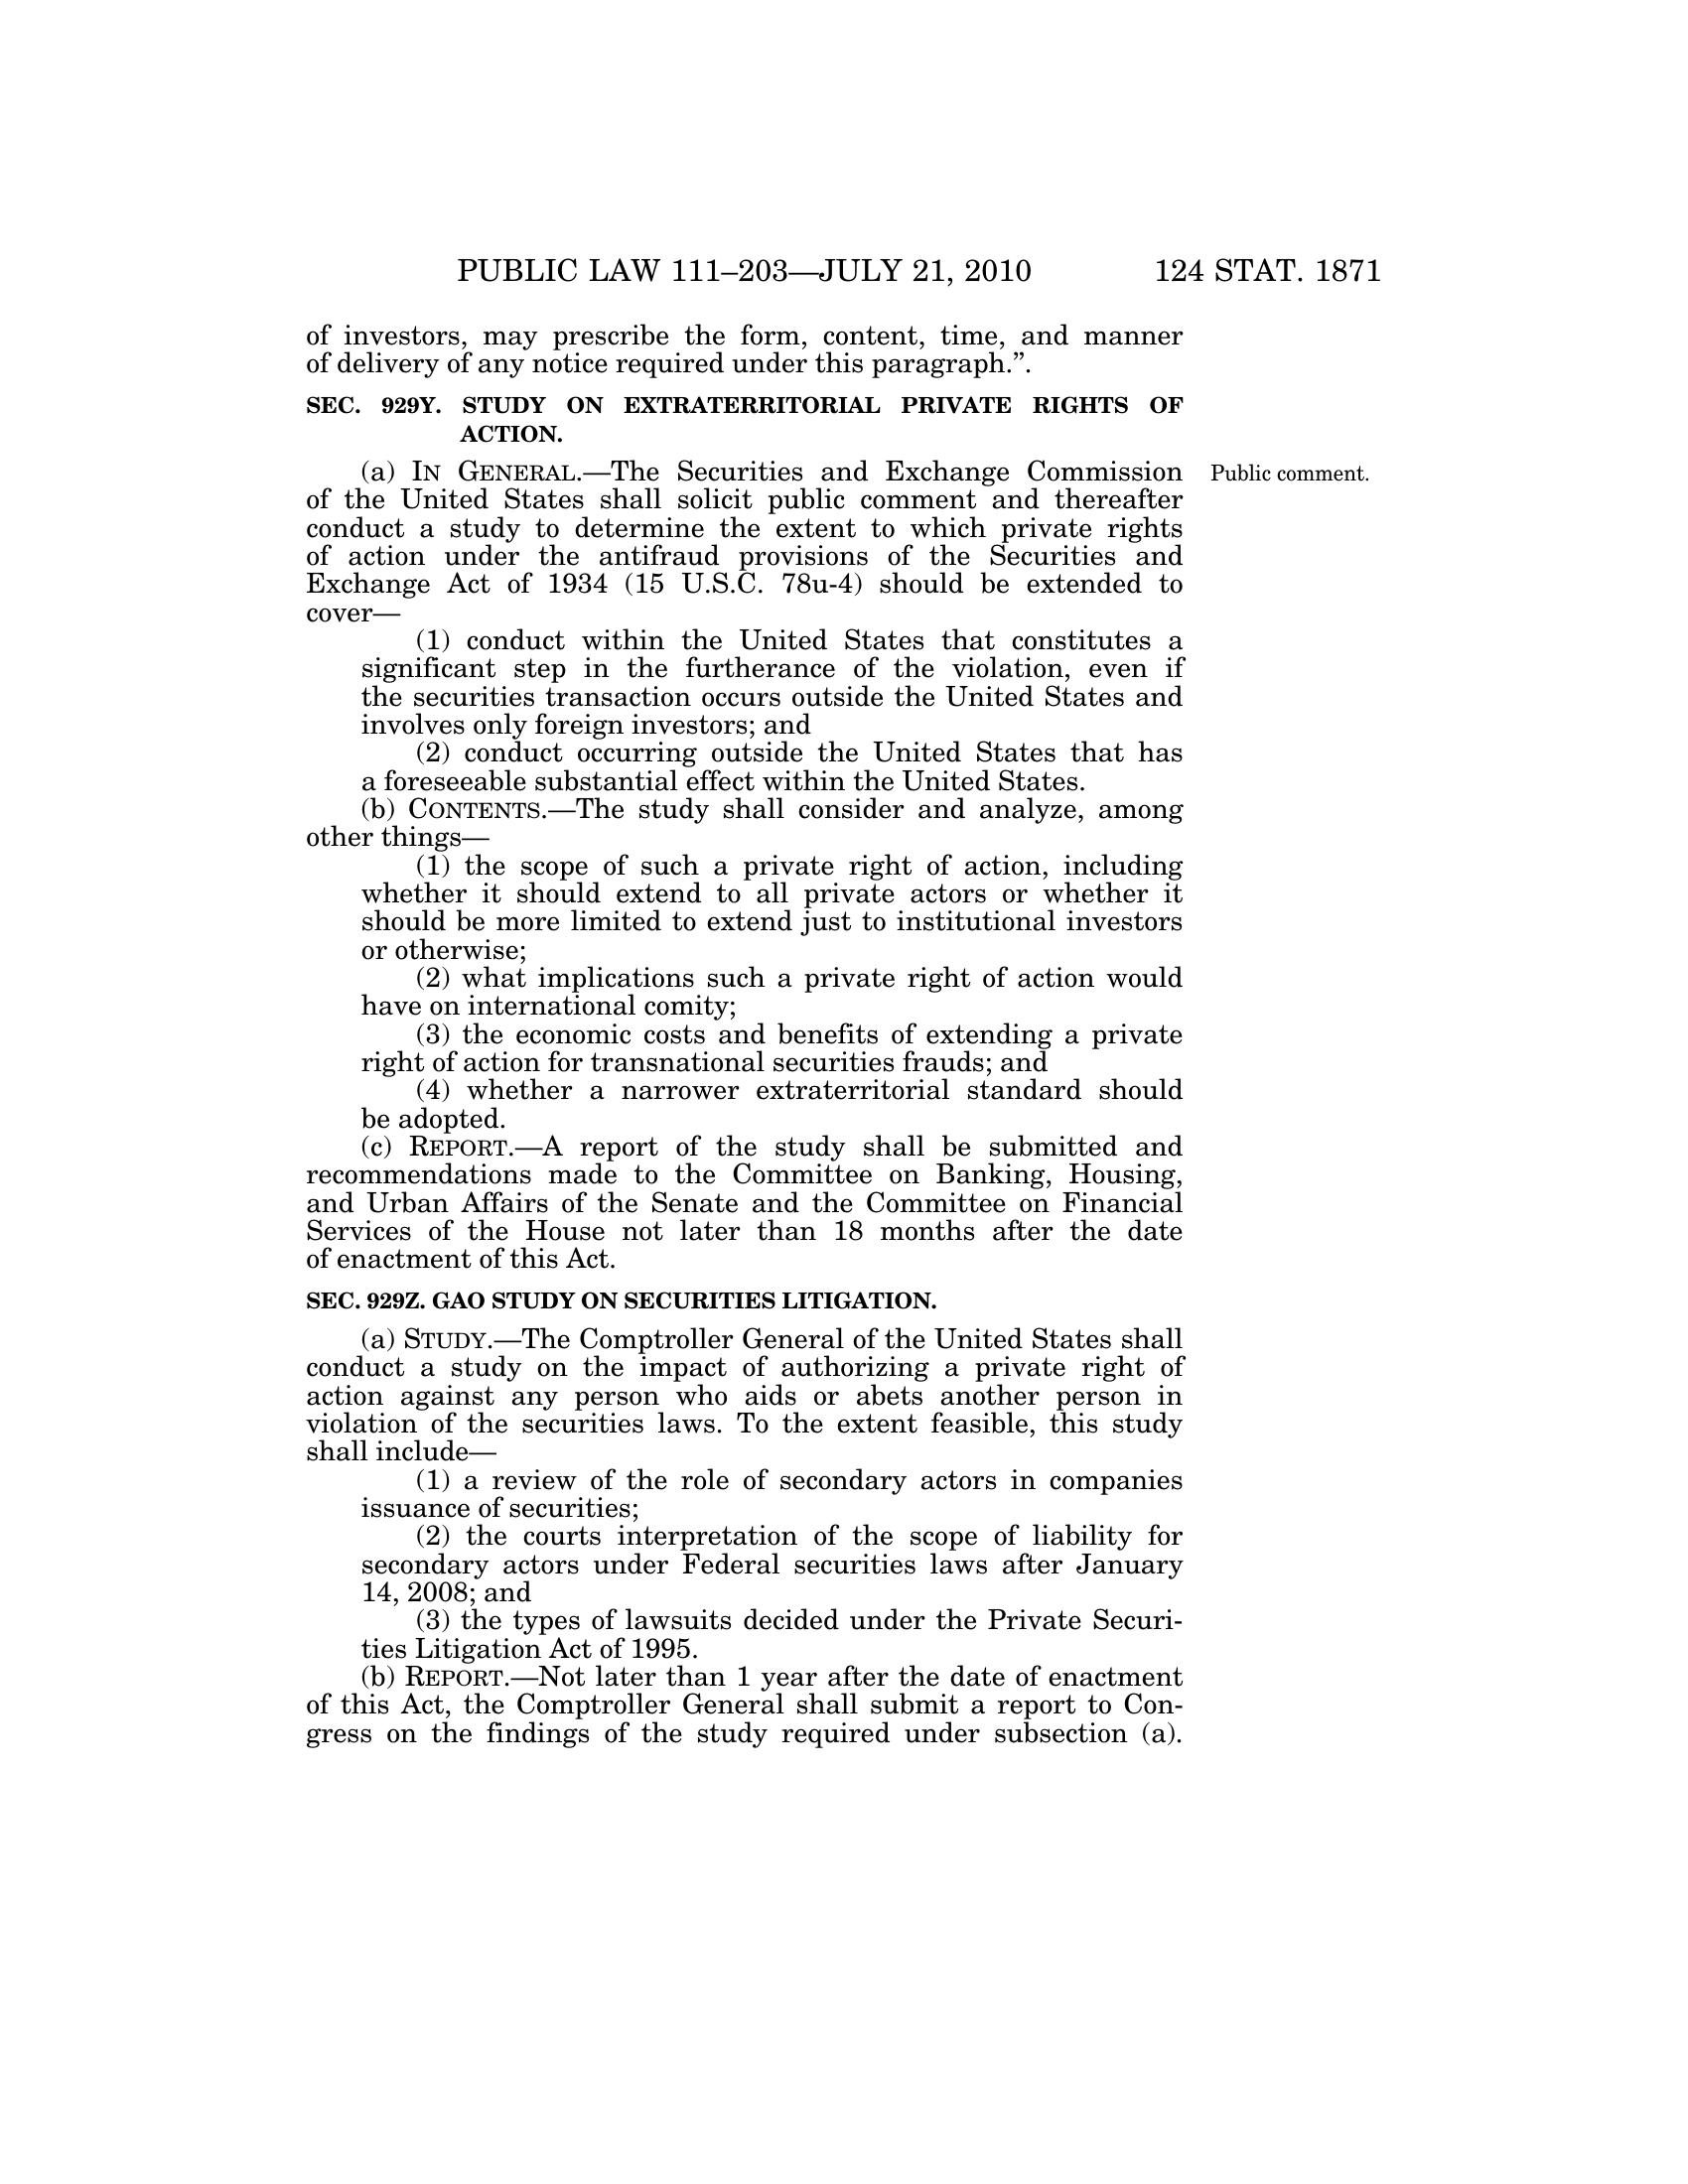 PUBLIC LAW 111–203—JULY 21, 2010 124 STAT. 1871
of investors, may prescribe the form, content, time, and manner
of delivery of any notice required under this paragraph.”.
SEC. 929Y. STUDY ON EXTRATERRITORIAL PRIVATE RIGHTS OF
ACTION.
(a) IN GENERAL.—The Securities and Exchange Commission Public comment.
of the United States shall solicit public comment and thereafter
conduct a study to determine the extent to which private rights
of action under the antifraud provisions of the Securities and
Exchange Act of 1934 (15 U.S.C. 78u-4) should be extended to
cover—
(1) conduct within the United States that constitutes a
significant step in the furtherance of the violation, even if
the securities transaction occurs outside the United States and
involves only foreign investors; and
(2) conduct occurring outside the United States that has
a foreseeable substantial effect within the United States.
(b) CONTENTS.—The study shall consider and analyze, among
other things—
(1) the scope of such a private right of action, including
whether it should extend to all private actors or whether it
should be more limited to extend just to institutional investors
or otherwise;
(2) what implications such a private right of action would
have on international comity;
(3) the economic costs and benefits of extending a private
right of action for transnational securities frauds; and
(4) whether a narrower extraterritorial standard should
be adopted.
(c) REPORT.—A report of the study shall be submitted and
recommendations made to the Committee on Banking, Housing,
and Urban Affairs of the Senate and the Committee on Financial
Services of the House not later than 18 months after the date
of enactment of this Act.
SEC. 929Z. GAO STUDY ON SECURITIES LITIGATION.
(a) STUDY.—The Comptroller General of the United States shall
conduct a study on the impact of authorizing a private right of
action against any person who aids or abets another person in
violation of the securities laws. To the extent feasible, this study
shall include—
(1) a review of the role of secondary actors in companies
issuance of securities;
(2) the courts interpretation of the scope of liability for
secondary actors under Federal securities laws after January
14, 2008; and
(3) the types of lawsuits decided under the Private Securi-
ties Litigation Act of 1995.
(b) REPORT.—Not later than 1 year after the date of enactment
of this Act, the Comptroller General shall submit a report to Con-
gress on the findings of the study required under subsection (a).